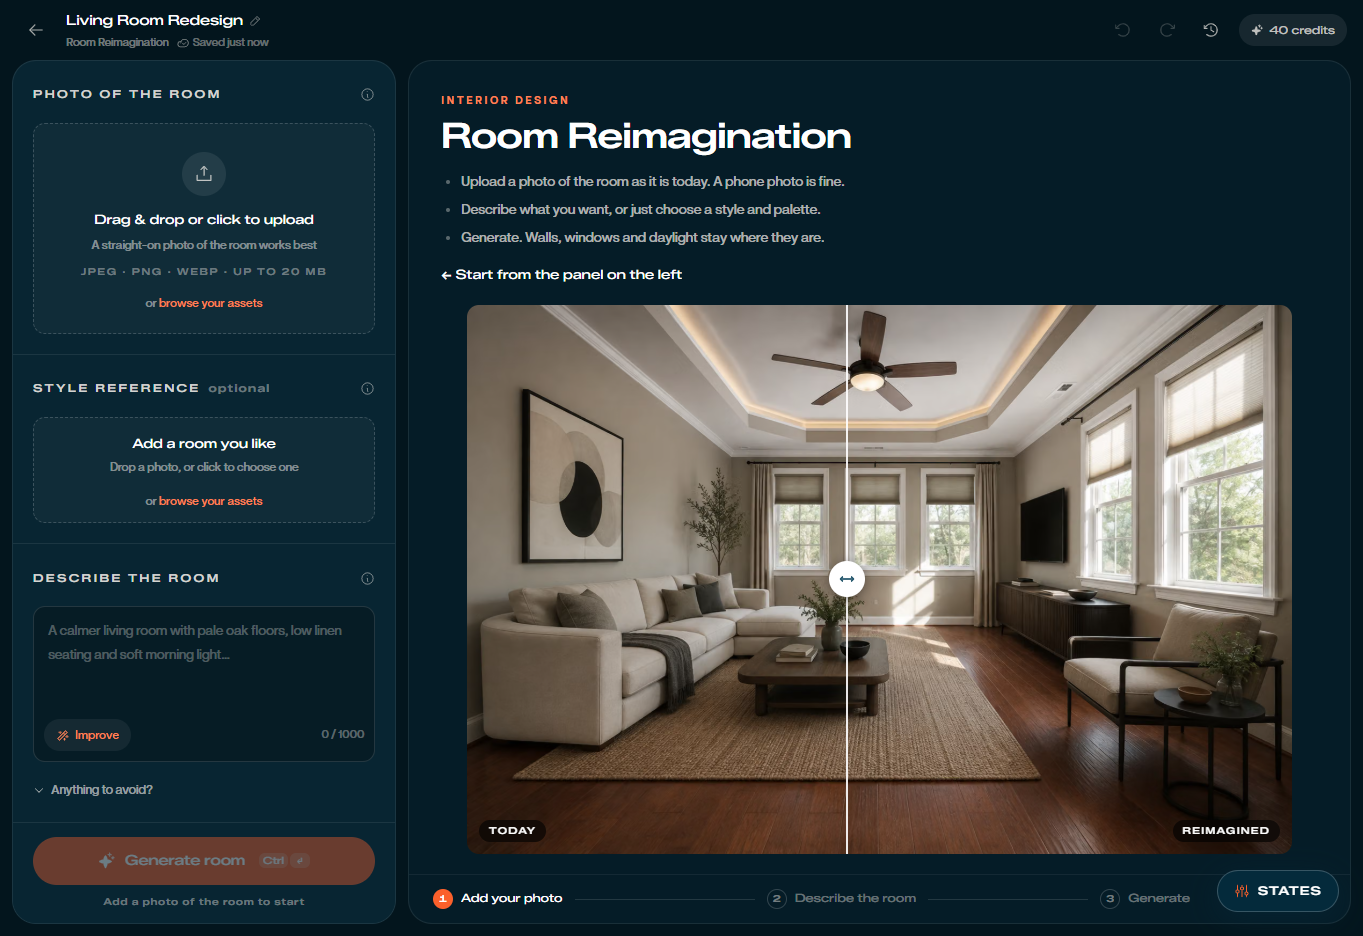 Living Room Redesign
Room Reimagination Saved just now
40 credits
PHOTO OF THE ROOM
Drag & drop or click to upload
A straight-on photo of the room works best
JPEG · PNG · WEBP · UP TO 20 MB
or browse your assets
STYLE REFERENCE optional
Add a room you like
Drop a photo, or click to choose one
or browse your assets
DESCRIBE THE ROOM
A calmer living room with pale oak floors, low linen
seating and soft morning light...
Improve
0 / 1000
Anything to avoid?
Generate room Ctrl ↵
Add a photo of the room to start
INTERIOR DESIGN
Room Reimagination
• Upload a photo of the room as it is today. A phone photo is fine.
• Describe what you want, or just choose a style and palette.
• Generate. Walls, windows and daylight stay where they are.
← Start from the panel on the left
TODAY
REIMAGINED
1 Add your photo
2 Describe the room
3 Generate
STATES